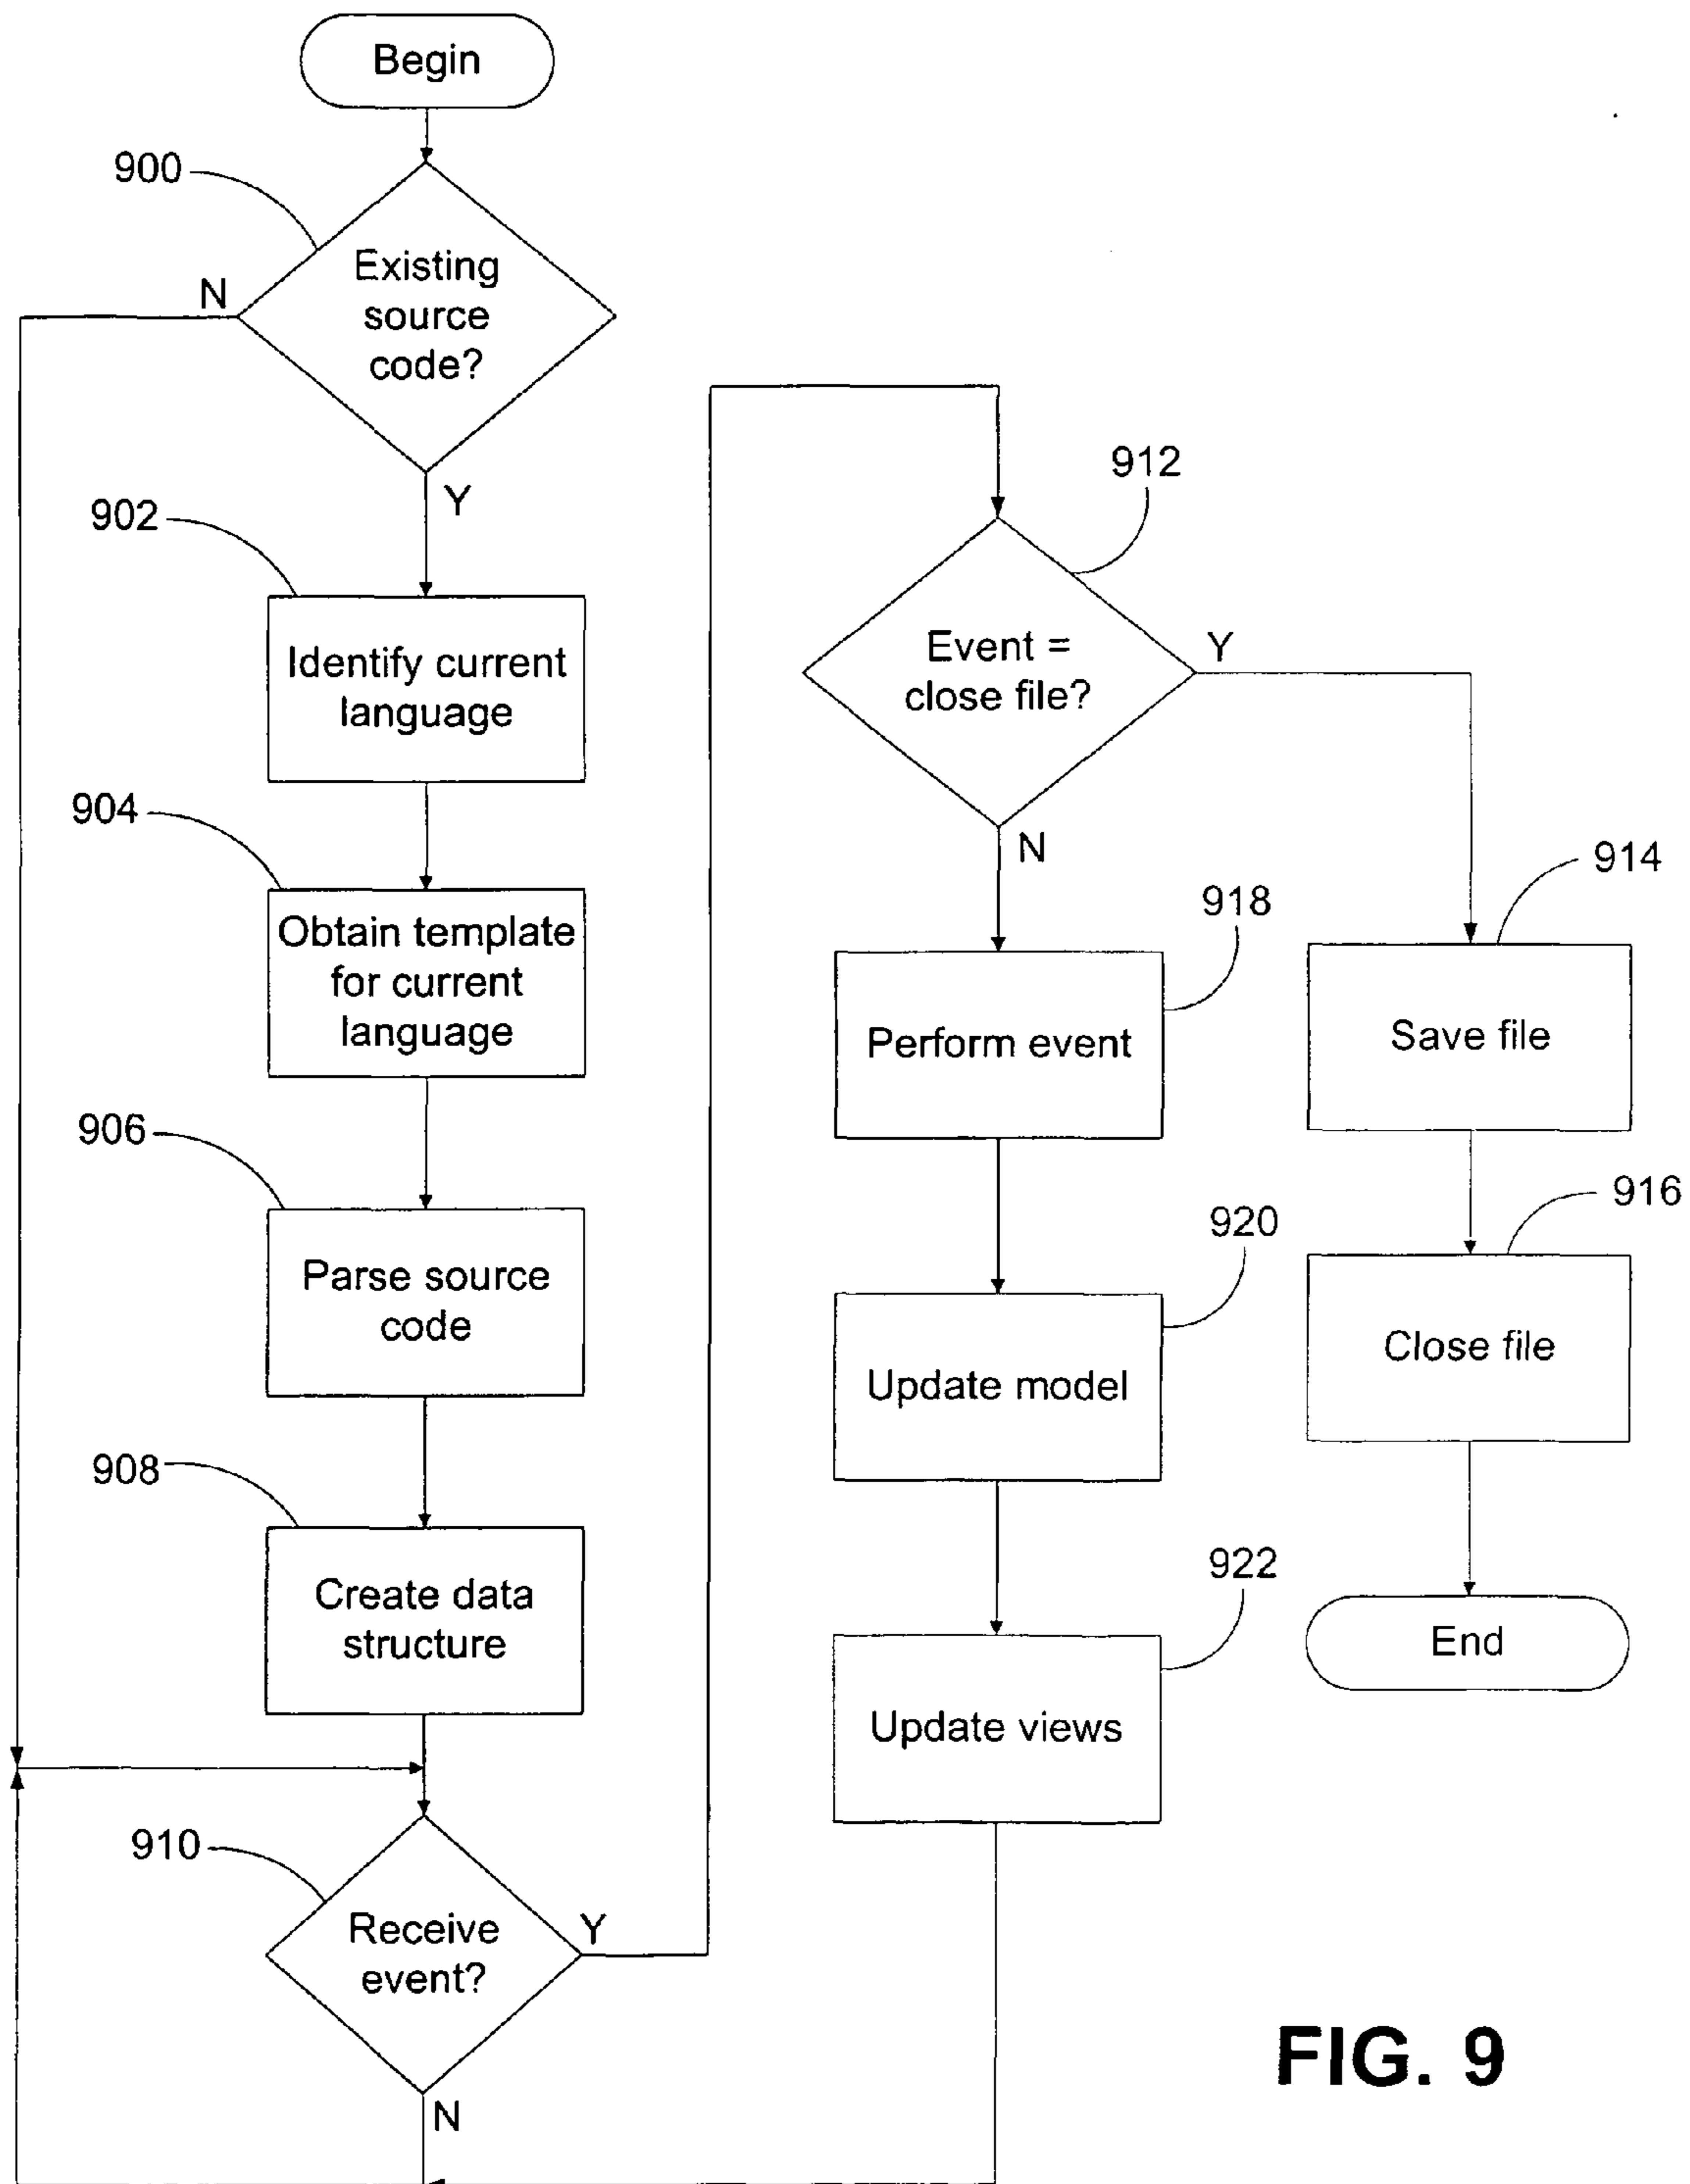 Begin
900
Existing
source
code?
N
Y
902
Identify current
language
904
Obtain template
for current
language
906
Parse source
code
908
Create data
structure
910
Receive
event?
Y
N
912
Event =
close file?
Y
N
914
Save file
916
Close file
End
918
Perform event
920
Update model
922
Update views
FIG. 9